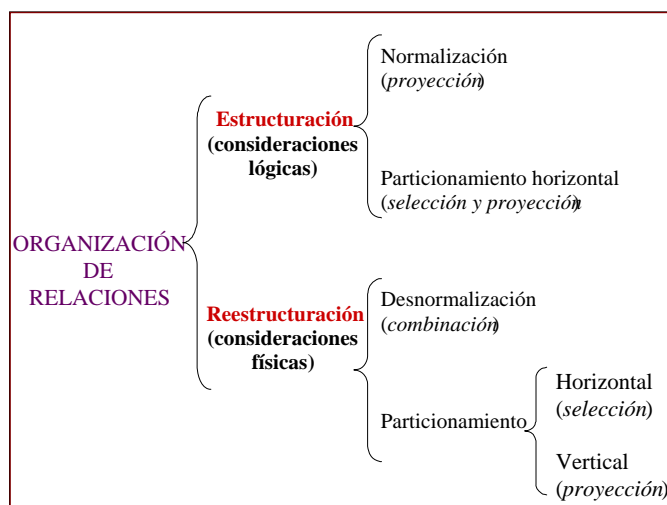 ORGANIZACIÓN
DE
RELACIONES
Estructuración
(consideraciones
lógicas)
Normalización
(proyección)
Particionamiento horizontal
(selección y proyección)
Reestructuración
(consideraciones
físicas)
Desnormalización
(combinación)
Particionamiento
Horizontal
(selección)
Vertical
(proyección)